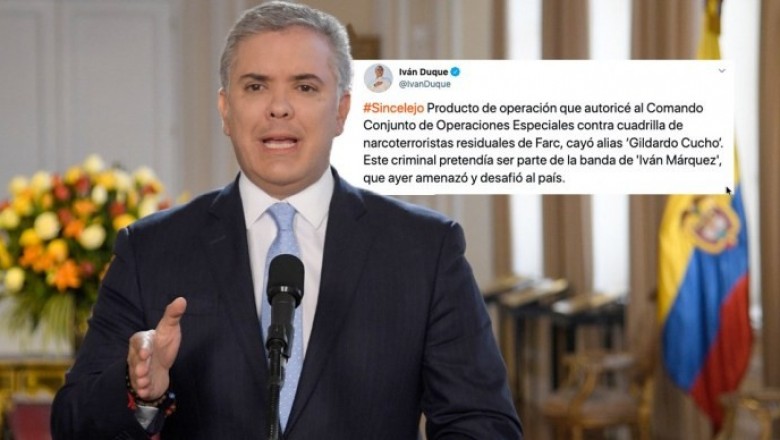 Iván Duque
@IvanDuque
#Sincelejo Producto de operación que autoricé al Comando
Conjunto de Operaciones Especiales contra cuadrilla de
narcoterroristas residuales de Farc, cayó alias 'Gildardo Cucho'.
Este criminal pretendía ser parte de la banda de 'Iván Márquez',
que ayer amenazó y desafió al país.